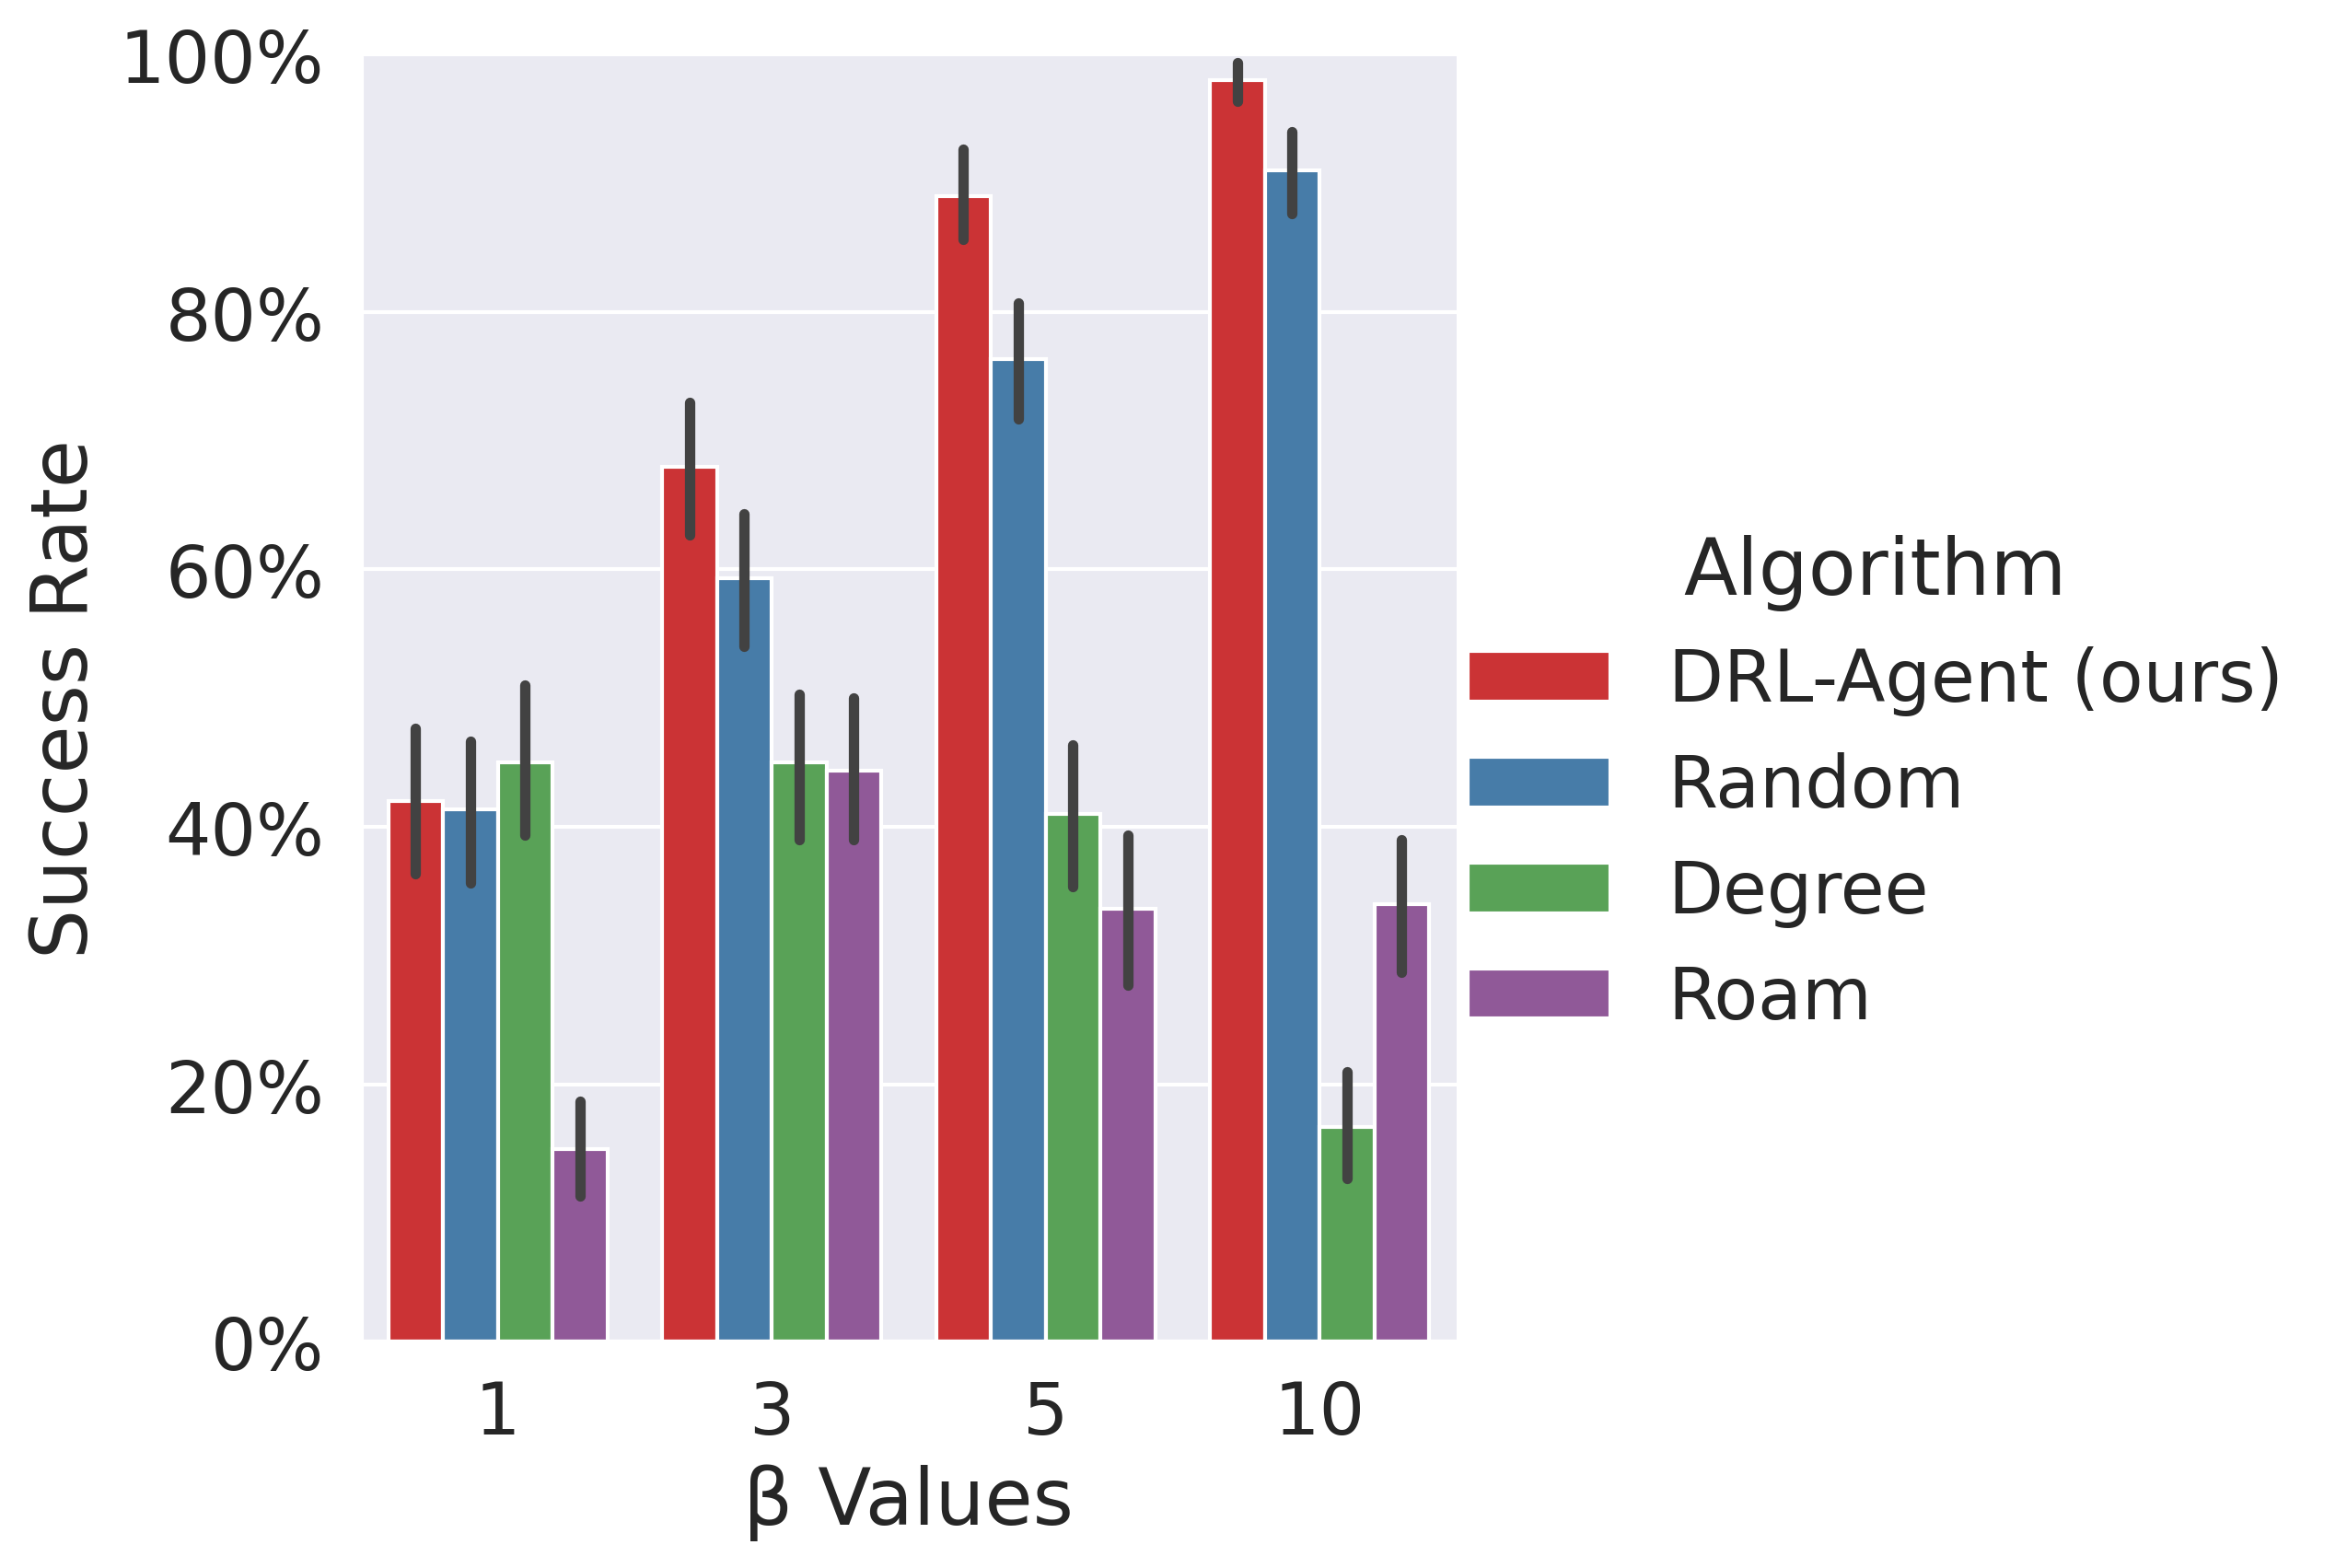 100%
80%
60%
40%
20%
0%
Success Rate
1 3 5 10
β Values
Algorithm
DRL-Agent (ours)
Random
Degree
Roam